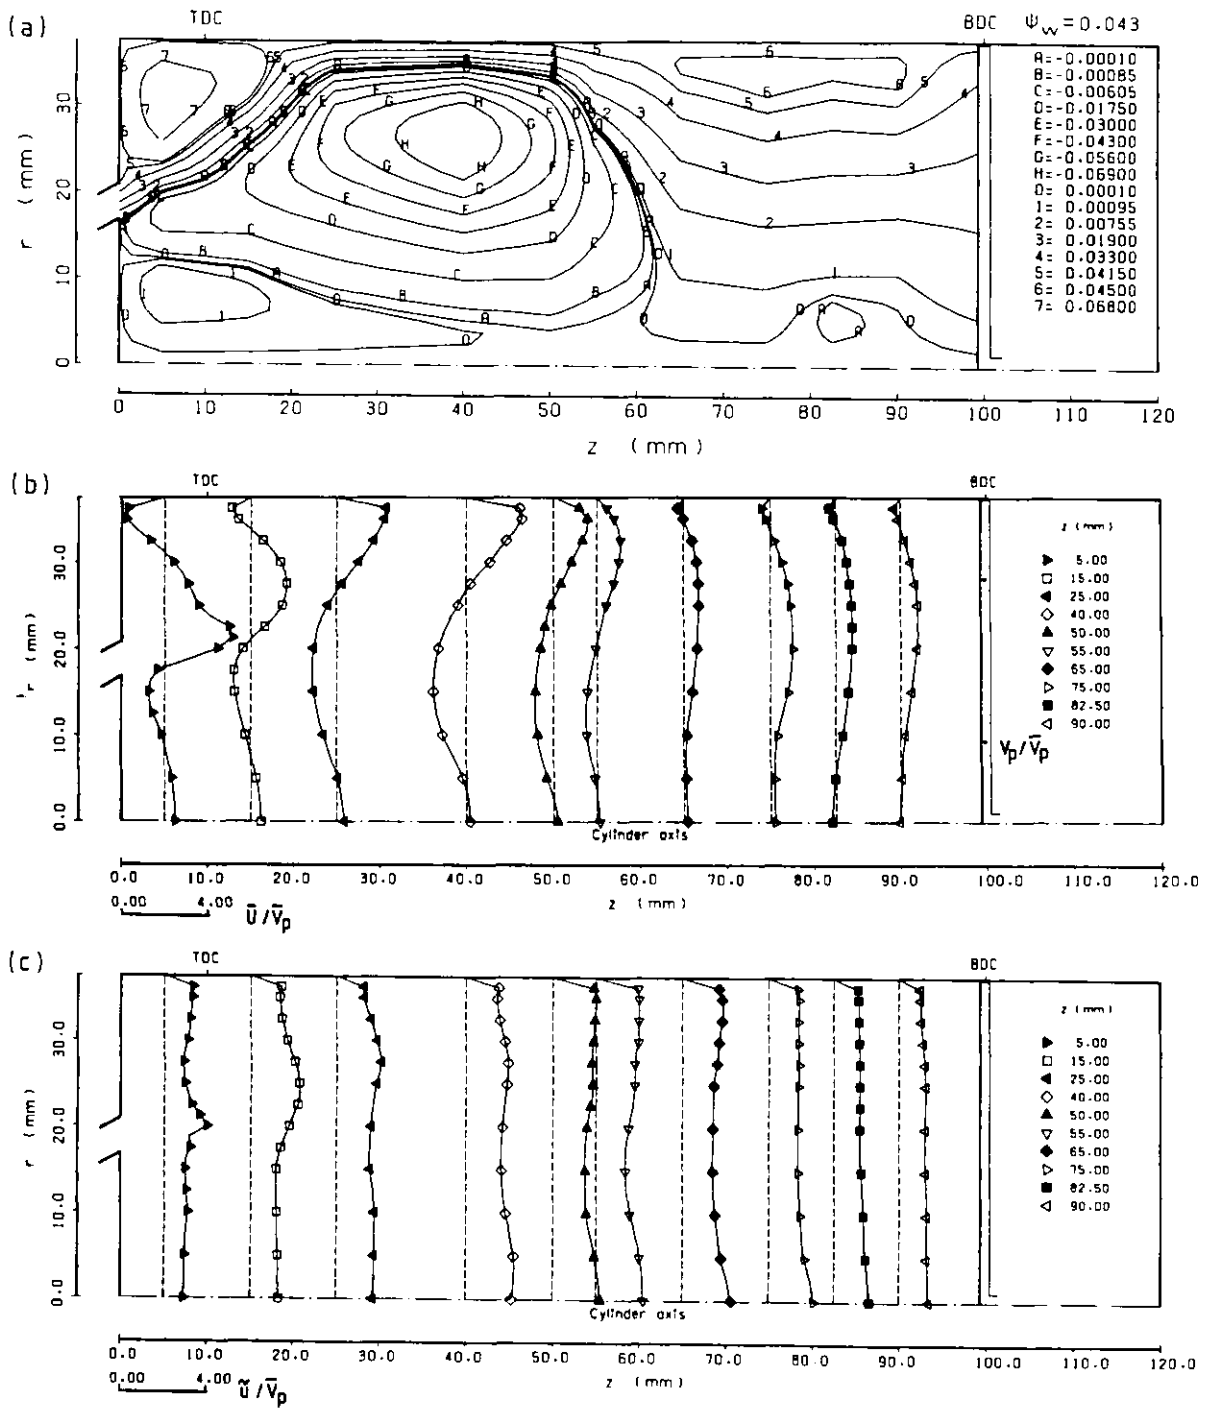 (a)
TDC
BDC
Ψw = 0.043
A=-0.00010
B=-0.00085
C=-0.00605
D=-0.01750
E=-0.03000
F=-0.04300
G=-0.05600
H=-0.06900
0= 0.00010
1= 0.00095
2= 0.00755
3= 0.01900
4= 0.03300
5= 0.04150
6= 0.04500
7= 0.06800
r (mm)
0 10 20 30
0 10 20 30 40 50 60 70 80 90 100 110 120
z (mm)
(b)
TDC
BDC
z (mm)
5.00
15.00
25.00
40.00
50.00
55.00
65.00
75.00
82.50
90.00
r (mm)
0.0 10.0 20.0 30.0
Vp/V̄p
Cylinder axis
0.0 10.0 20.0 30.0 40.0 50.0 60.0 70.0 80.0 90.0 100.0 110.0 120.0
0.00 4.00 Ū/V̄p
z (mm)
(c)
TDC
BDC
z (mm)
5.00
15.00
25.00
40.00
50.00
55.00
65.00
75.00
82.50
90.00
r (mm)
0.0 10.0 20.0 30.0
Cylinder axis
0.0 10.0 20.0 30.0 40.0 50.0 60.0 70.0 80.0 90.0 100.0 110.0 120.0
0.00 4.00 ũ/V̄p
z (mm)